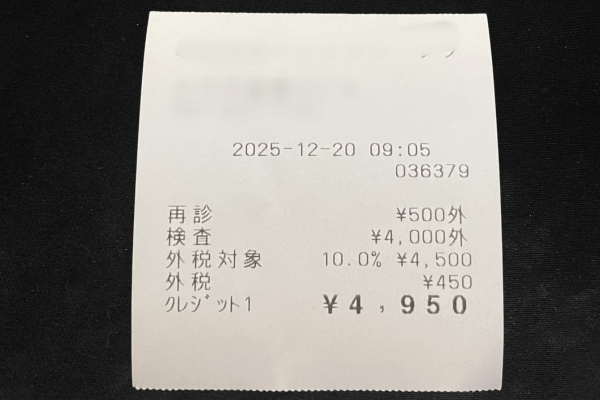 2025-12-20 09:05
036379
再診 ¥500外
検査 ¥4,000外
外税対象 10.0% ¥4,500
外税 ¥450
クレジット1 ¥4,950